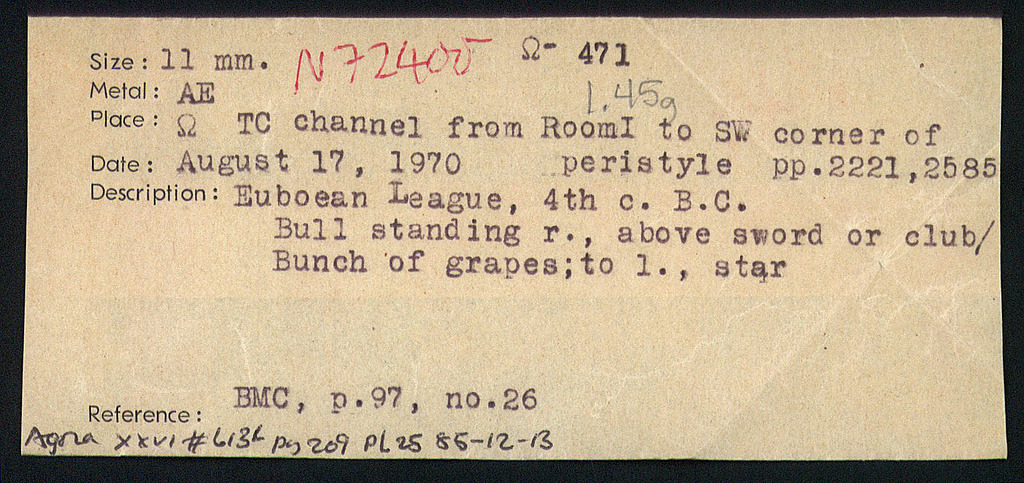 Size: 11 mm. N72400 Ω- 471
Metal: AE 1.45g
Place: Ω TC channel from RoomI to SW corner of
Date: August 17, 1970 peristyle pp.2221,2585
Description: Euboean League, 4th c. B.C.
Bull standing r., above sword or club/
Bunch of grapes;to l., star
BMC, p.97, no.26
Reference:
Agora XXVI # 613k pg 209 PL 25 85-12-13